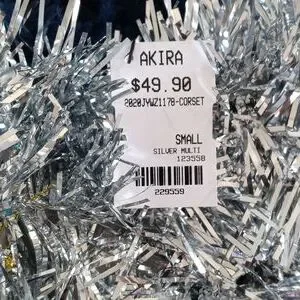 AKIRA
$49.90
2020JYWZ1178-CORSET
SMALL
SILVER MULTI
123558
229559